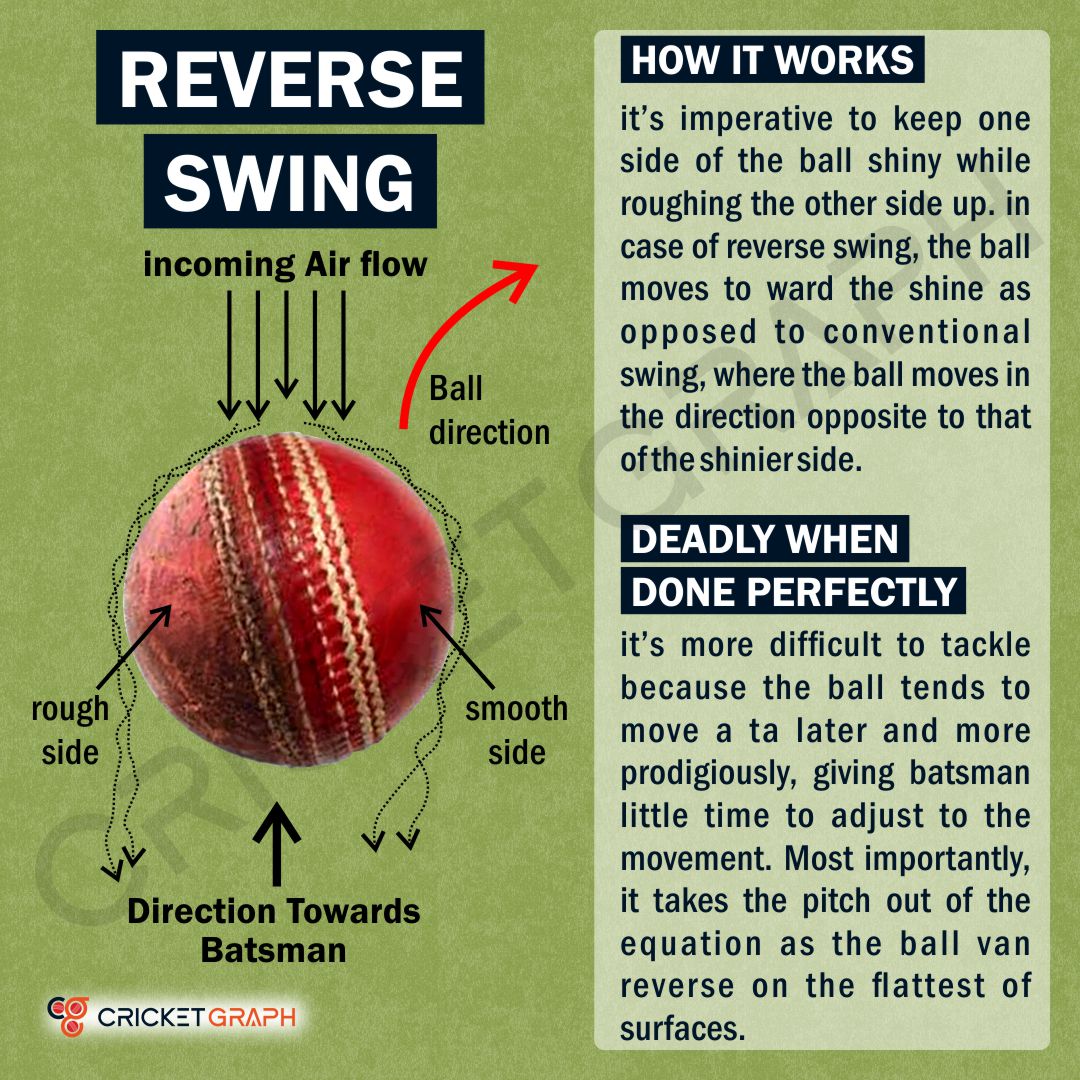 REVERSE
SWING
incoming Air flow
Ball
direction
rough
side
smooth
side
Direction Towards
Batsman
CRICKETGRAPH
HOW IT WORKS
it's imperative to keep one
side of the ball shiny while
roughing the other side up. in
case of reverse swing, the ball
moves to ward the shine as
opposed to conventional
swing, where the ball moves in
the direction opposite to that
of the shinier side.
DEADLY WHEN
DONE PERFECTLY
it's more difficult to tackle
because the ball tends to
move a ta later and more
prodigiously, giving batsman
little time to adjust to the
movement. Most importantly,
it takes the pitch out of the
equation as the ball van
reverse on the flattest of
surfaces.
CRICKETGRAPH